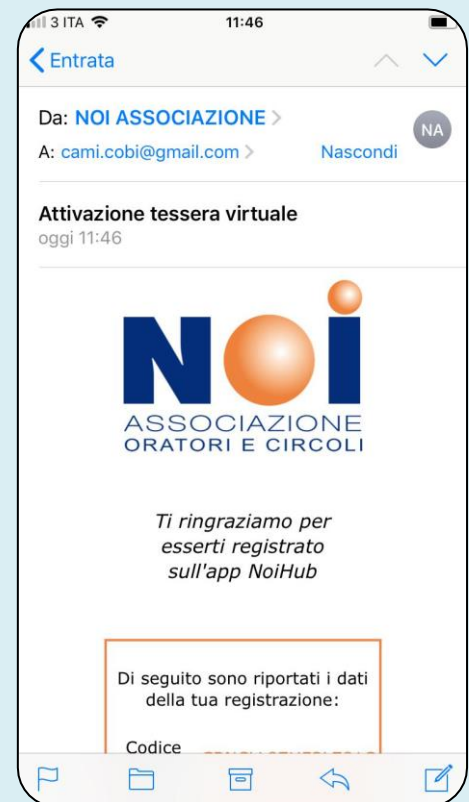 3 ITA 11:46
Entrata
Da: NOI ASSOCIAZIONE
NA
A: cami.cobi@gmail.com Nascondi
Attivazione tessera virtuale
oggi 11:46
NOi
ASSOCIAZIONE
ORATORI E CIRCOLI
Ti ringraziamo per
esserti registrato
sull'app NoiHub
Di seguito sono riportati i dati
della tua registrazione:
Codice